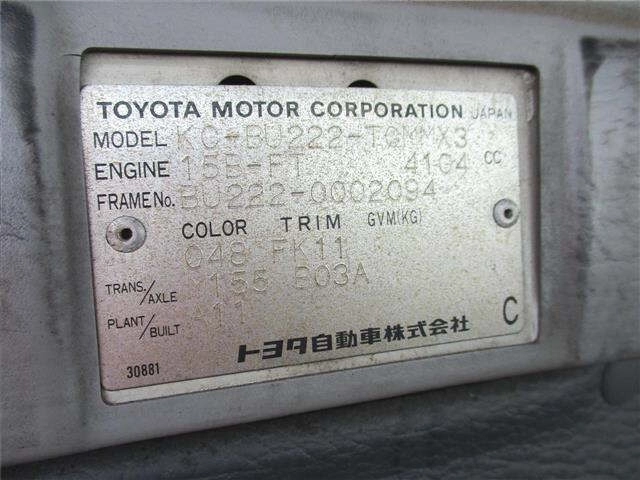 TOYOTA MOTOR CORPORATION JAPAN
MODEL KC-BU222-TQMMX3
ENGINE 15B-FT 4104 CC
FRAME No. BU222-0002094
COLOR TRIM GVM(KG)
048 FK11
TRANS./AXLE 155 B03A
PLANT/BUILT
トヨタ自動車株式会社
C
30881